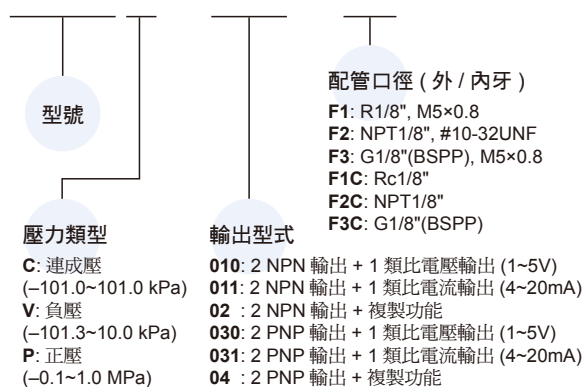 型號
配管口徑 ( 外 / 內牙 )
F1: R1/8", M5×0.8
F2: NPT1/8", #10-32UNF
F3: G1/8"(BSPP), M5×0.8
F1C: Rc1/8"
F2C: NPT1/8"
F3C: G1/8"(BSPP)
壓力類型
C: 連成壓
(–101.0~101.0 kPa)
V: 負壓
(–101.3~10.0 kPa)
P: 正壓
(–0.1~1.0 MPa)
輸出型式
010: 2 NPN 輸出 + 1 類比電壓輸出 (1~5V)
011: 2 NPN 輸出 + 1 類比電流輸出 (4~20mA)
02 : 2 NPN 輸出 + 複製功能
030: 2 PNP 輸出 + 1 類比電壓輸出 (1~5V)
031: 2 PNP 輸出 + 1 類比電流輸出 (4~20mA)
04 : 2 PNP 輸出 + 複製功能